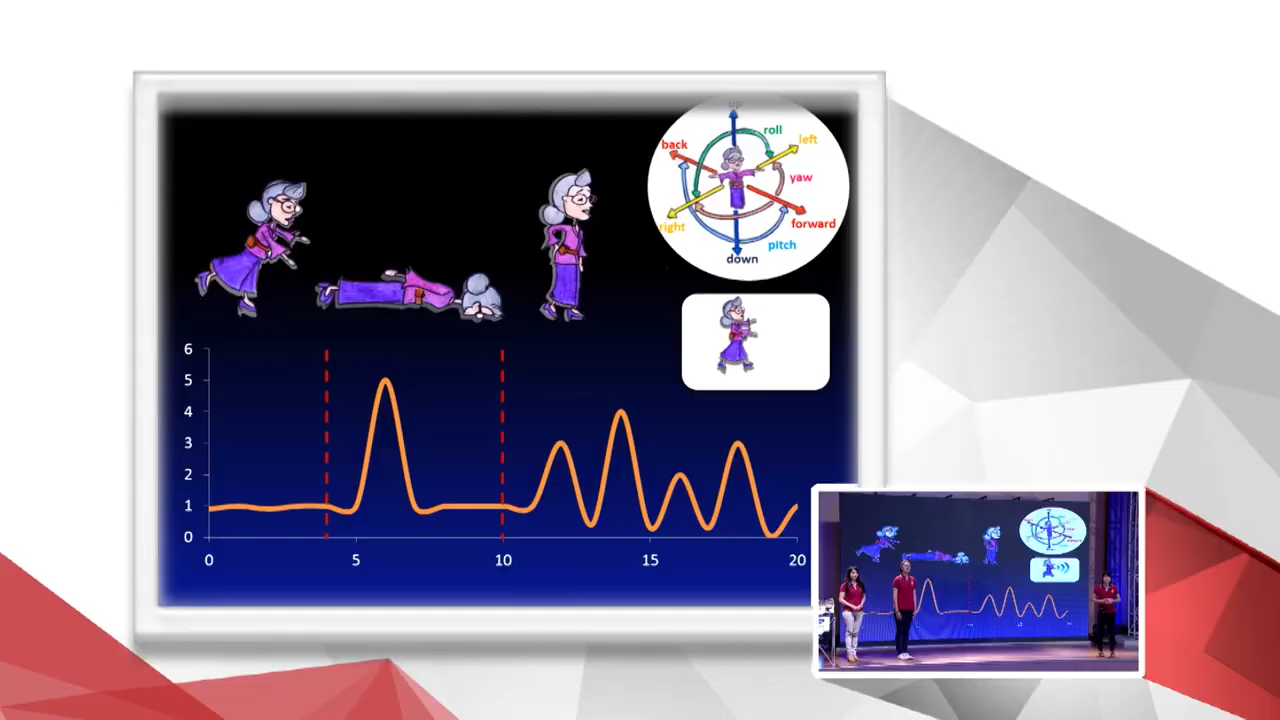 up
roll
back
left
yaw
right
forward
pitch
down
6
5
4
3
2
1
0
0 5 10 15 20